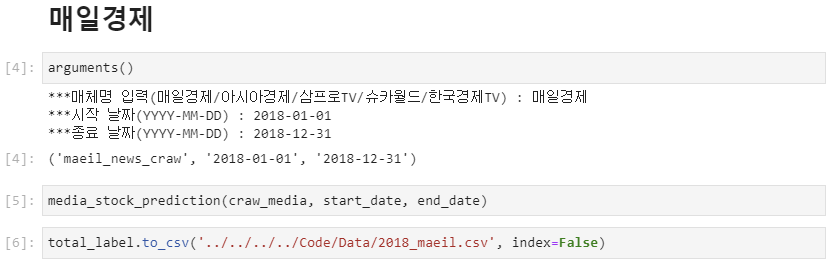 매일경제
[4]: arguments()
***매체명 입력(매일경제/아시아경제/삼프로TV/슈카월드/한국경제TV) : 매일경제
***시작 날짜(YYYY-MM-DD) : 2018-01-01
***종료 날짜(YYYY-MM-DD) : 2018-12-31
[4]: ('maeil_news_craw', '2018-01-01', '2018-12-31')
[5]: media_stock_prediction(craw_media, start_date, end_date)
[6]: total_label.to_csv('../../../../Code/Data/2018_maeil.csv', index=False)